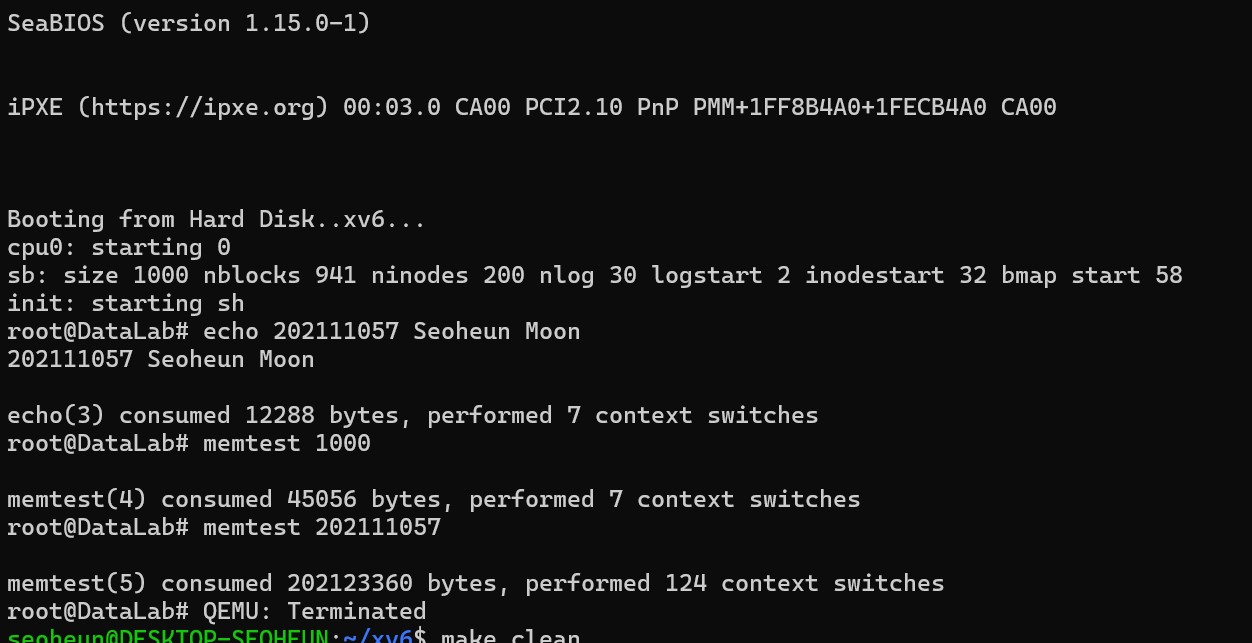 SeaBIOS (version 1.15.0-1)
iPXE (https://ipxe.org) 00:03.0 CA00 PCI2.10 PnP PMM+1FF8B4A0+1FECB4A0 CA00
Booting from Hard Disk..xv6...
cpu0: starting 0
sb: size 1000 nblocks 941 ninodes 200 nlog 30 logstart 2 inodestart 32 bmap start 58
init: starting sh
root@DataLab# echo 202111057 Seoheun Moon
202111057 Seoheun Moon
echo(3) consumed 12288 bytes, performed 7 context switches
root@DataLab# memtest 1000
memtest(4) consumed 45056 bytes, performed 7 context switches
root@DataLab# memtest 202111057
memtest(5) consumed 202123360 bytes, performed 124 context switches
root@DataLab# QEMU: Terminated
seoheun@DESKTOP-SEOHEUN:~/xv6$ make clean